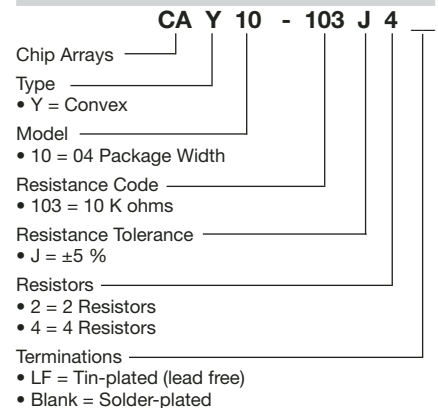 CA Y 10 - 103 J 4 __
Chip Arrays
Type
• Y = Convex
Model
• 10 = 04 Package Width
Resistance Code
• 103 = 10 K ohms
Resistance Tolerance
• J = ±5 %
Resistors
• 2 = 2 Resistors
• 4 = 4 Resistors
Terminations
• LF = Tin-plated (lead free)
• Blank = Solder-plated